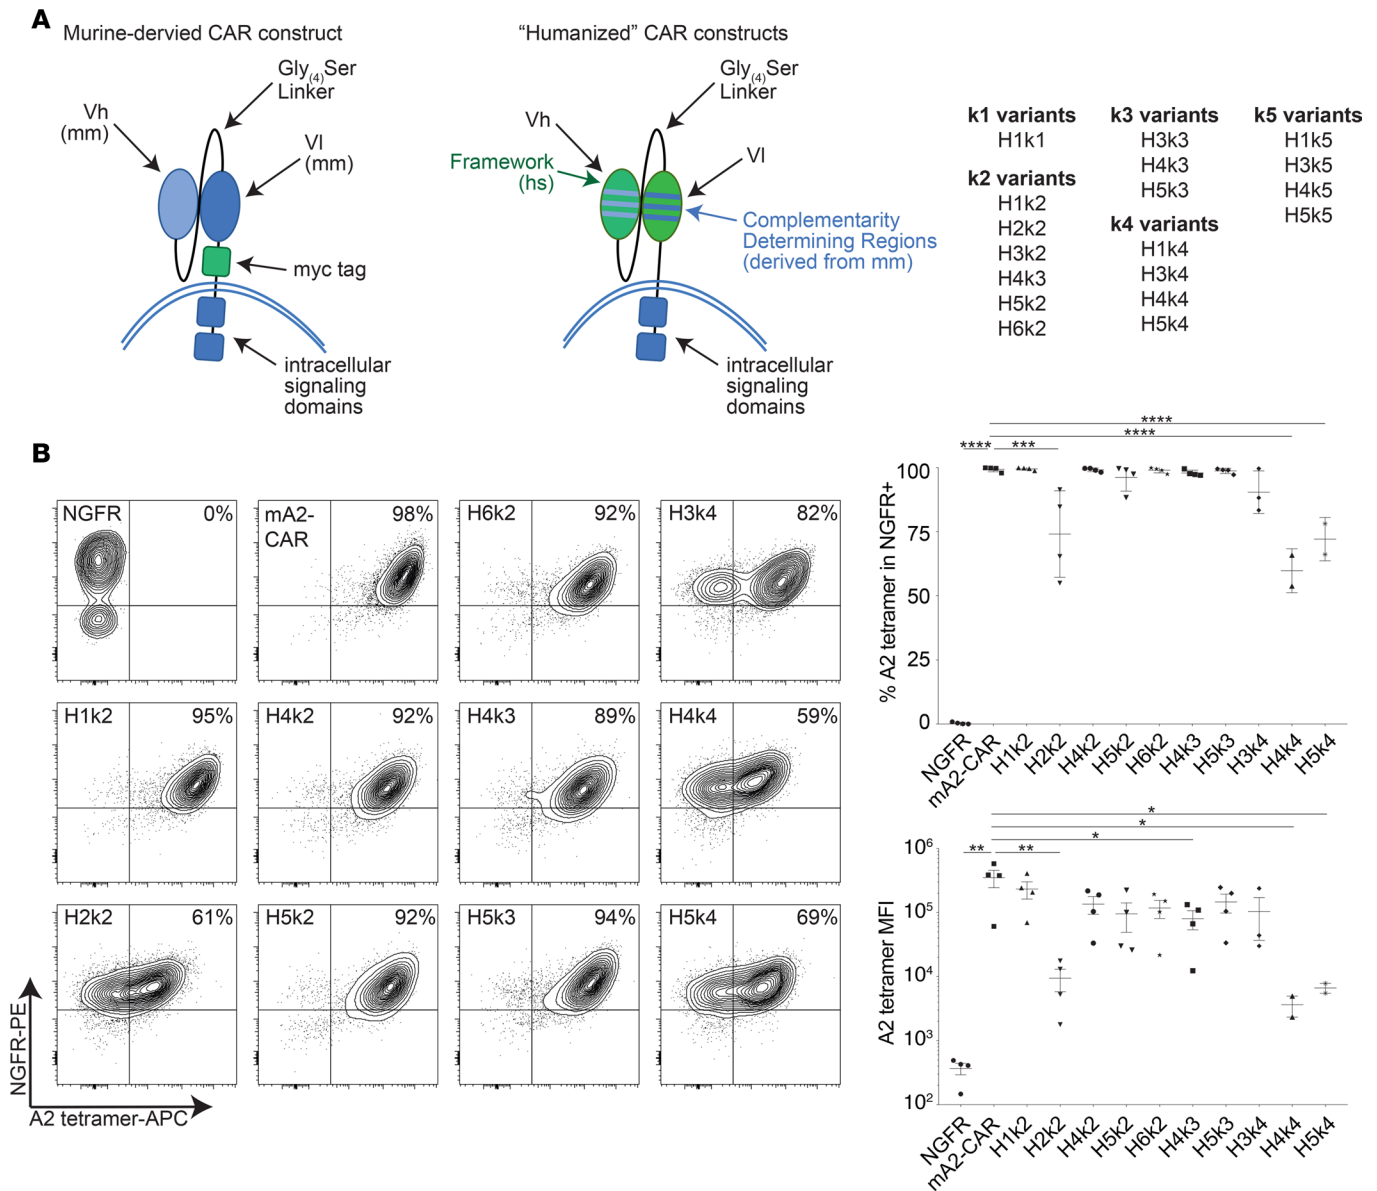 A
Murine-dervied CAR construct
Gly(4)Ser
Linker
Vh
(mm)
Vl
(mm)
myc tag
intracellular
signaling
domains
“Humanized” CAR constructs
Gly(4)Ser
Linker
Vh
Framework
(hs)
Vl
Complementarity
Determining Regions
(derived from mm)
intracellular
signaling
domains
k1 variants
H1k1
k2 variants
H1k2
H2k2
H3k2
H4k3
H5k2
H6k2
k3 variants
H3k3
H4k3
H5k3
k4 variants
H1k4
H3k4
H4k4
H5k4
k5 variants
H1k5
H3k5
H4k5
H5k5
B
NGFR 0%
mA2-
CAR
98%
H6k2 92%
H3k4 82%
H1k2 95%
H4k2 92%
H4k3 89%
H4k4 59%
H2k2 61%
H5k2 92%
H5k3 94%
H5k4 69%
NGFR-PE
A2 tetramer-APC
****
****
**** ***
% A2 tetramer in NGFR+
100
75
50
25
0
NGFR
mA2-CAR
H1k2
H2k2
H4k2
H5k2
H6k2
H4k3
H5k3
H3k4
H4k4
H5k4
*
*
*
** **
A2 tetramer MFI
10^6
10^5
10^4
10^3
10^2
NGFR
mA2-CAR
H1k2
H2k2
H4k2
H5k2
H6k2
H4k3
H5k3
H3k4
H4k4
H5k4